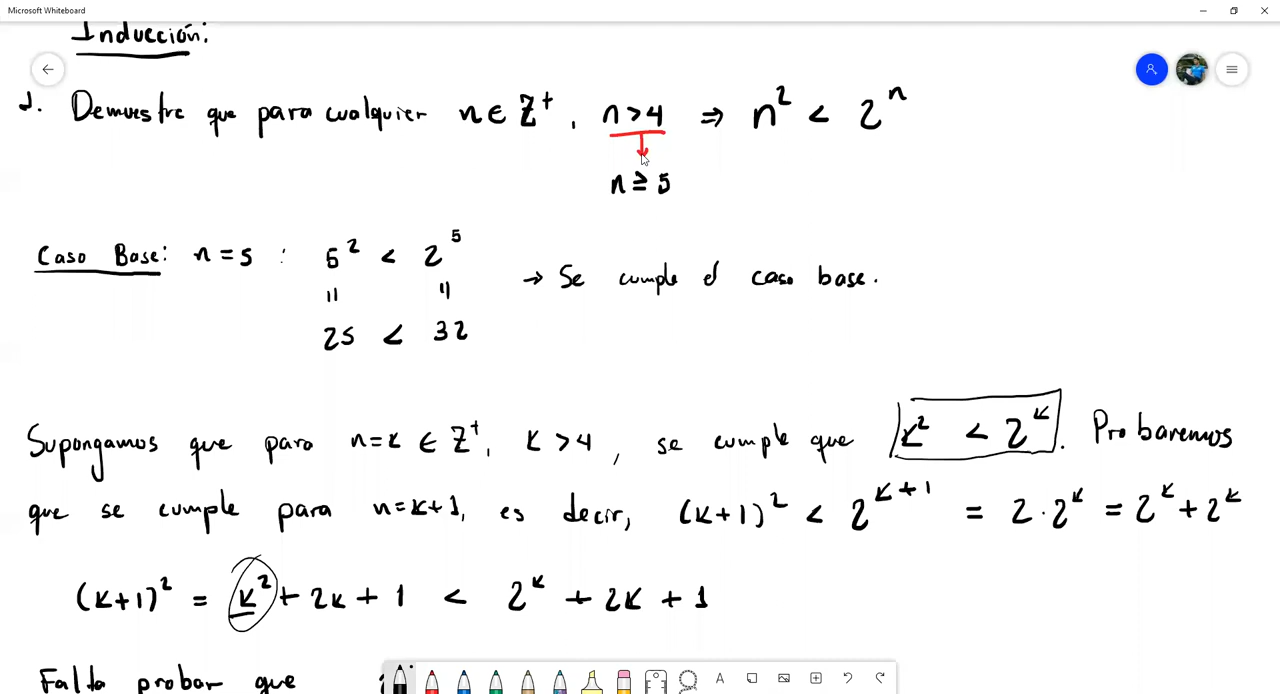 Microsoft Whiteboard
Inducción:
1. Demuestre que para cualquier n ∈ Z⁺, n>4 ⇒ n² < 2ⁿ
n ≥ 5
Caso Base: n=5 : 5² < 2⁵
" "
25 < 32
→ Se cumple el caso base.
Supongamos que para n=k ∈ Z⁺, k>4, se cumple que k² < 2ᵏ. Probaremos
que se cumple para n=k+1, es decir, (k+1)² < 2ᵏ⁺¹ = 2·2ᵏ = 2ᵏ+2ᵏ
(k+1)² = k² + 2k + 1 < 2ᵏ + 2k + 1
Falta probar que